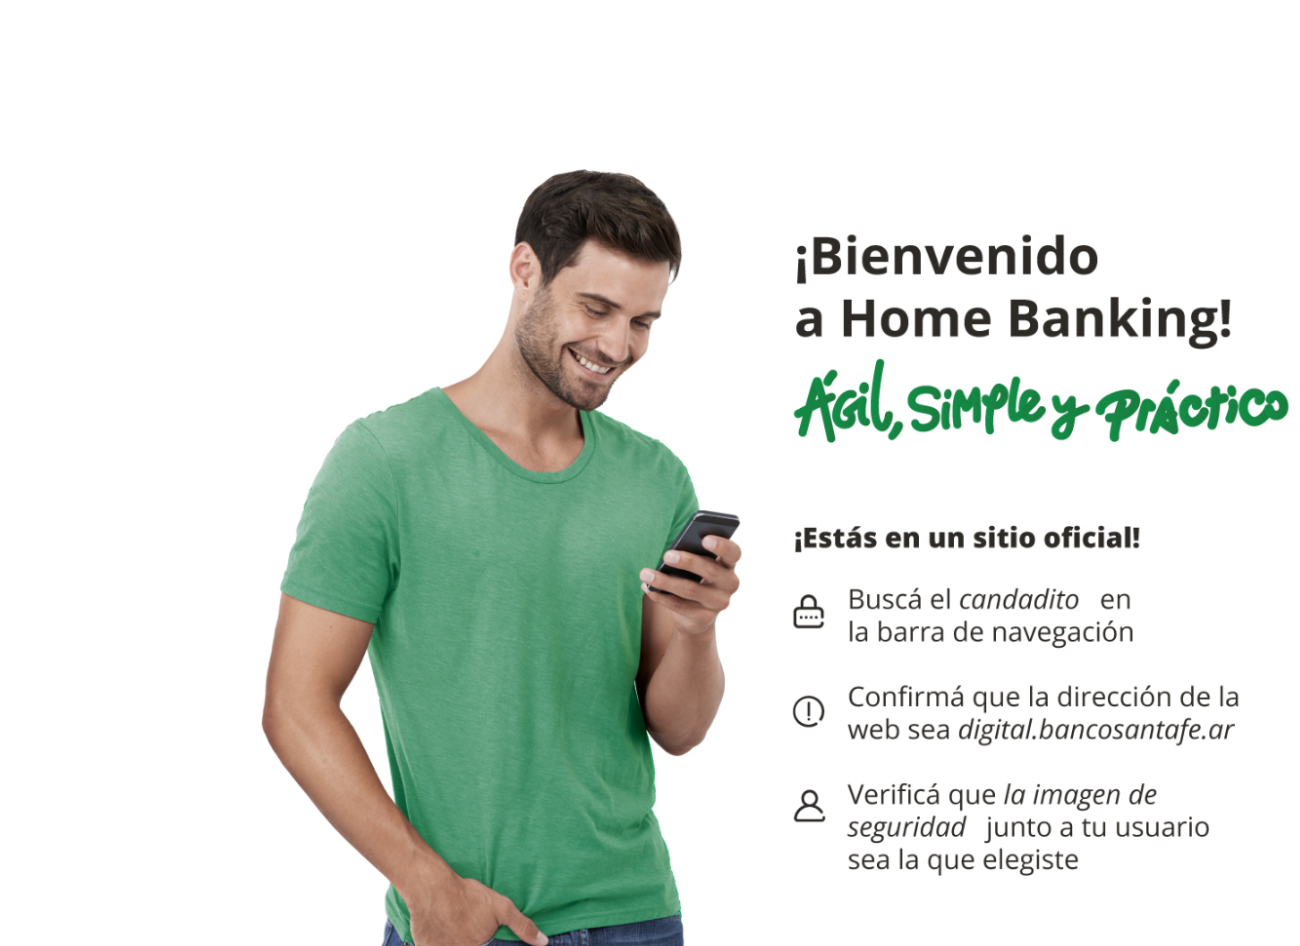 ¡Bienvenido
a Home Banking!
Ágil, Simple y Práctico
¡Estás en un sitio oficial!
Buscá el candadito en
la barra de navegación
Confirmá que la dirección de la
web sea digital.bancosantafe.ar
Verificá que la imagen de
seguridad junto a tu usuario
sea la que elegiste